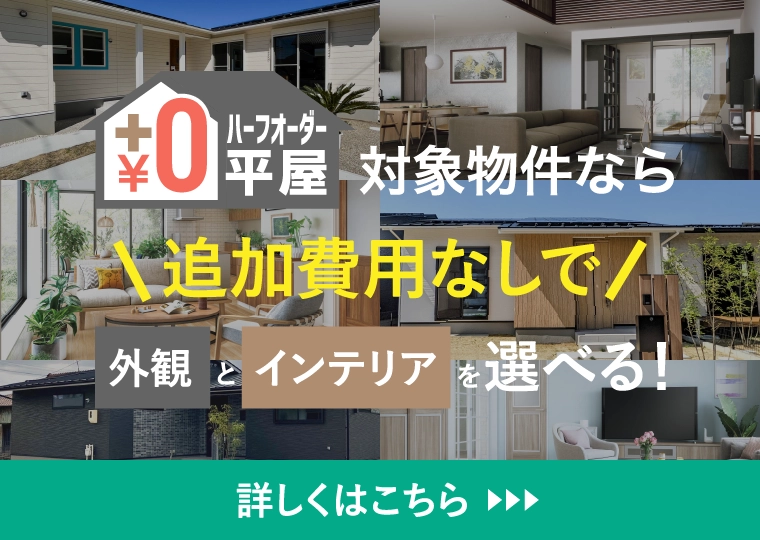 +¥0 ハーフオーダー平屋 対象物件なら
\追加費用なしで/
外観 と インテリア を選べる!
詳しくはこちら ▶▶▶